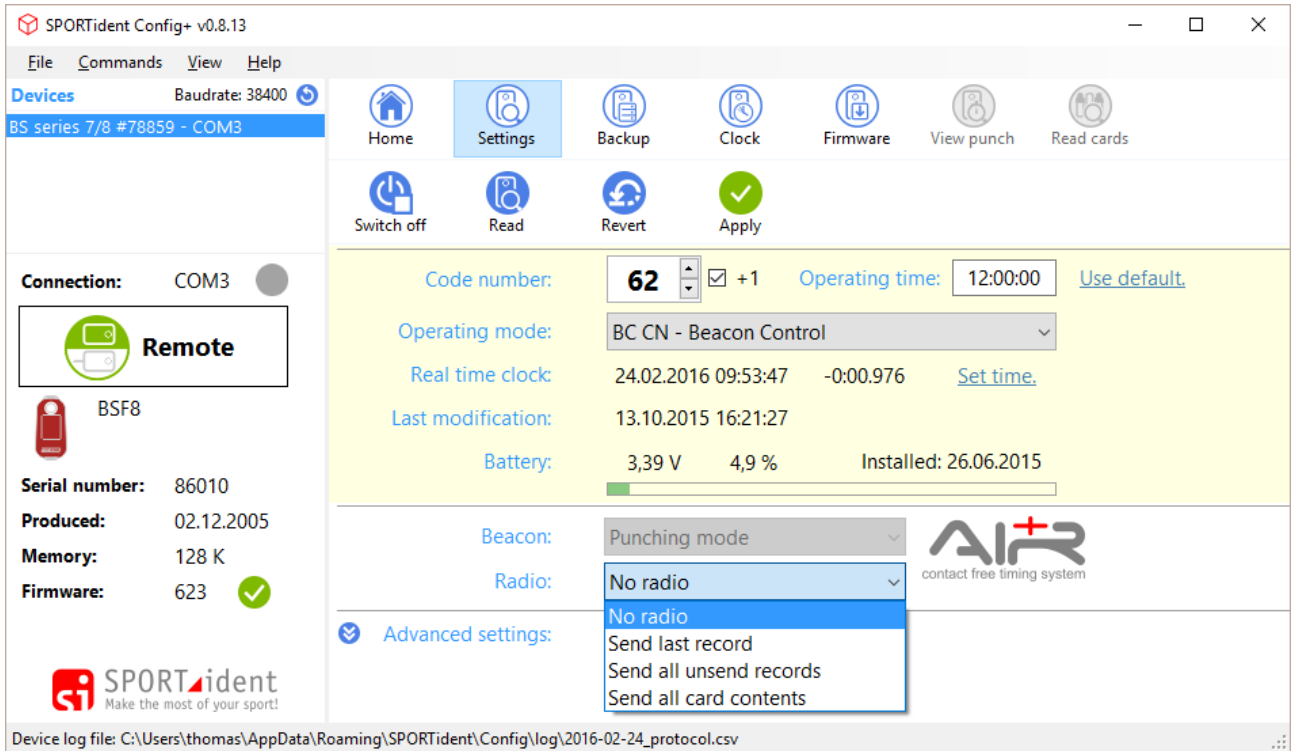 SPORTident Config+ v0.8.13
File Commands View Help
Devices Baudrate: 38400
BS series 7/8 #78859 - COM3
Home Settings Backup Clock Firmware View punch Read cards
Switch off Read Revert Apply
Connection: COM3
Remote
BSF8
Serial number: 86010
Produced: 02.12.2005
Memory: 128 K
Firmware: 623
SPORTident
Make the most of your sport!
Code number: 62 +1 Operating time: 12:00:00 Use default.
Operating mode: BC CN - Beacon Control
Real time clock: 24.02.2016 09:53:47 -0:00.976 Set time.
Last modification: 13.10.2015 16:21:27
Battery: 3,39 V 4,9 % Installed: 26.06.2015
Beacon: Punching mode
AIR+
contact free timing system
Radio: No radio
No radio
Send last record
Send all unsend records
Send all card contents
Advanced settings:
Device log file: C:\Users\thomas\AppData\Roaming\SPORTident\Config\log\2016-02-24_protocol.csv